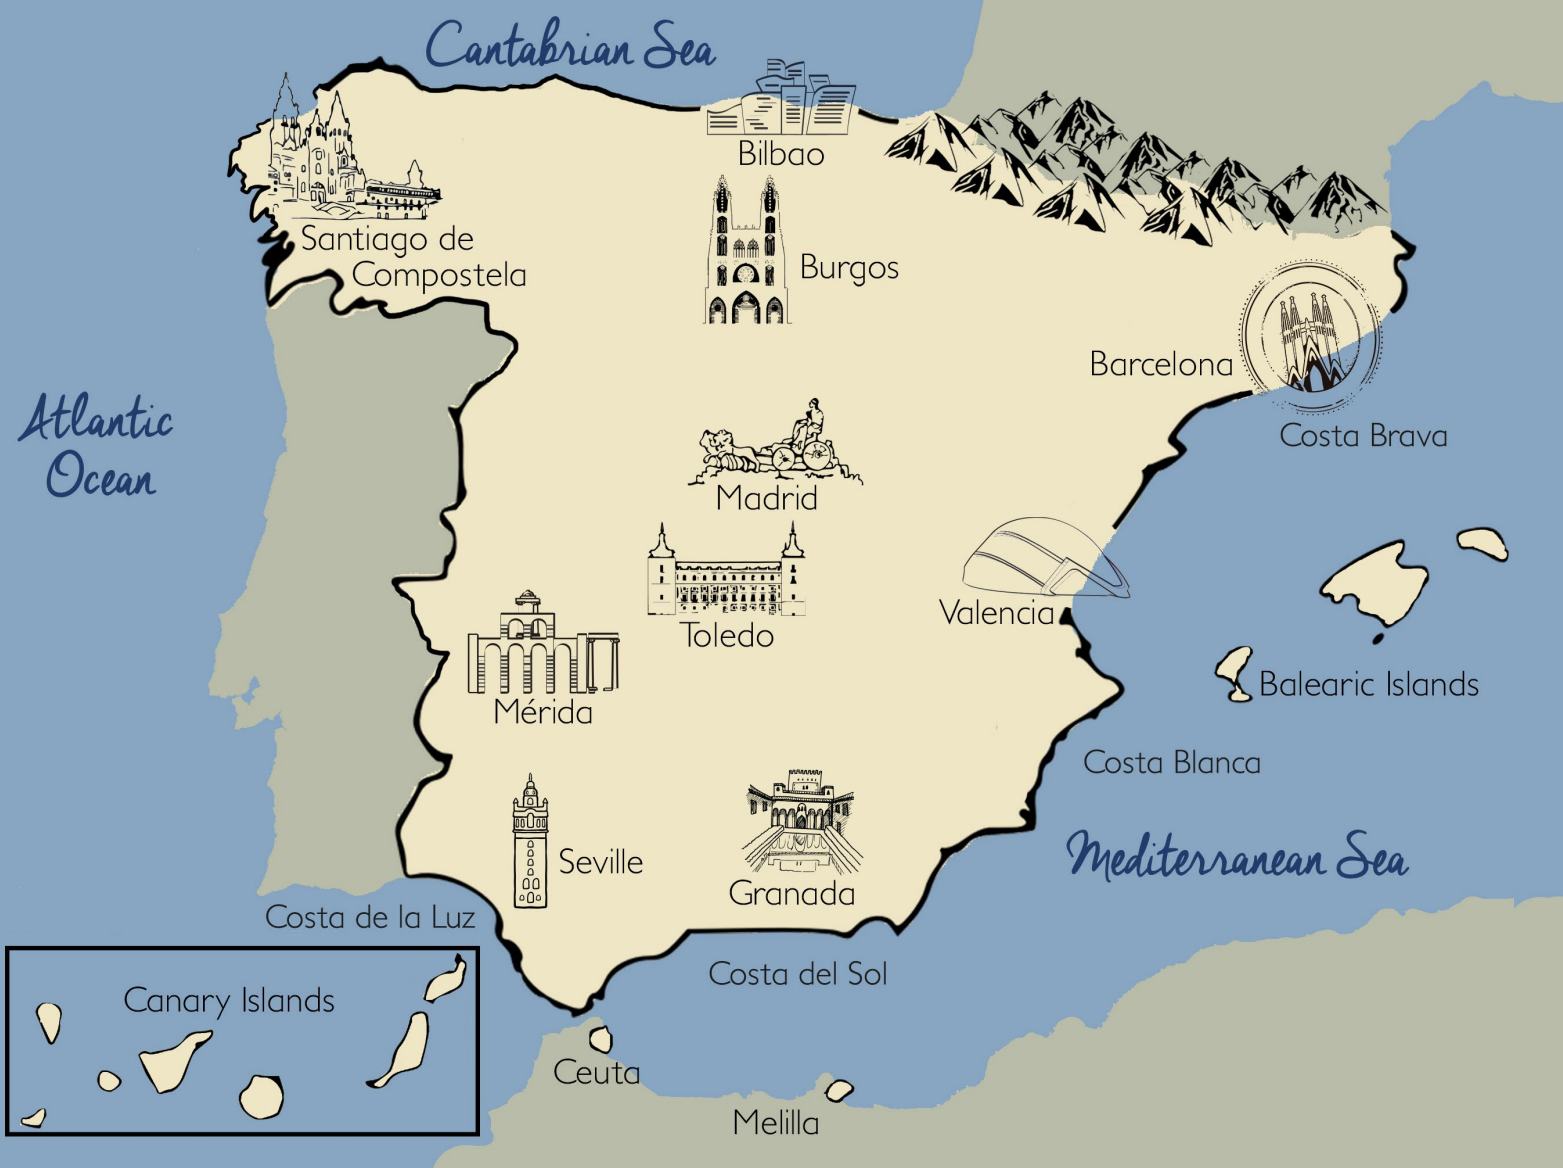 Cantabrian Sea
Bilbao
Santiago de
Compostela
Burgos
Barcelona
Atlantic
Ocean
Costa Brava
Madrid
Valencia
Toledo
Balearic Islands
Mérida
Costa Blanca
Mediterranean Sea
Seville
Granada
Costa de la Luz
Costa del Sol
Canary Islands
Ceuta
Melilla